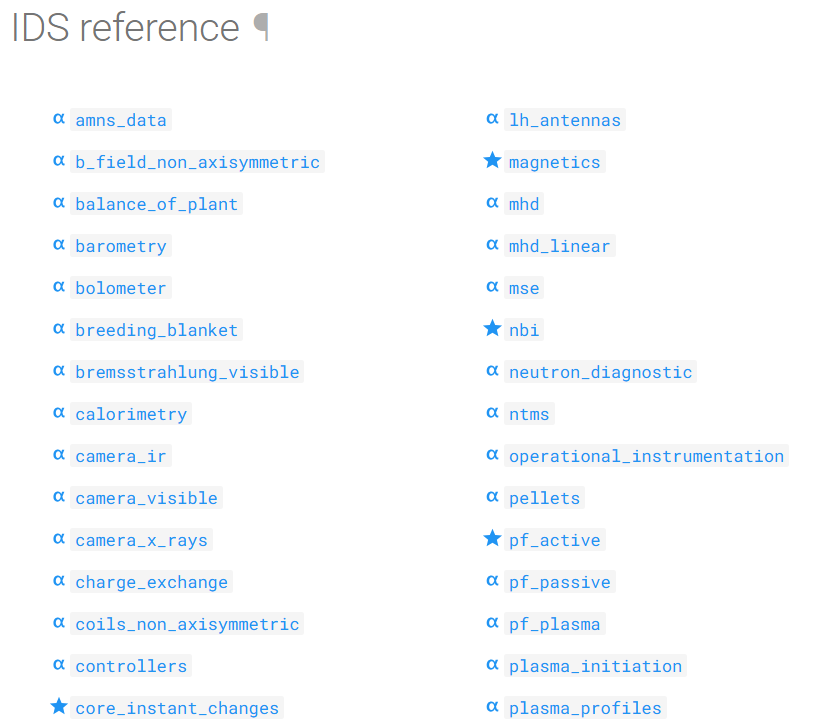 IDS reference ¶
α amns_data
α b_field_non_axisymmetric
α balance_of_plant
α barometry
α bolometer
α breeding_blanket
α bremsstrahlung_visible
α calorimetry
α camera_ir
α camera_visible
α camera_x_rays
α charge_exchange
α coils_non_axisymmetric
α controllers
★ core_instant_changes
α lh_antennas
★ magnetics
α mhd
α mhd_linear
α mse
★ nbi
α neutron_diagnostic
α ntms
α operational_instrumentation
α pellets
★ pf_active
α pf_passive
α pf_plasma
α plasma_initiation
α plasma_profiles